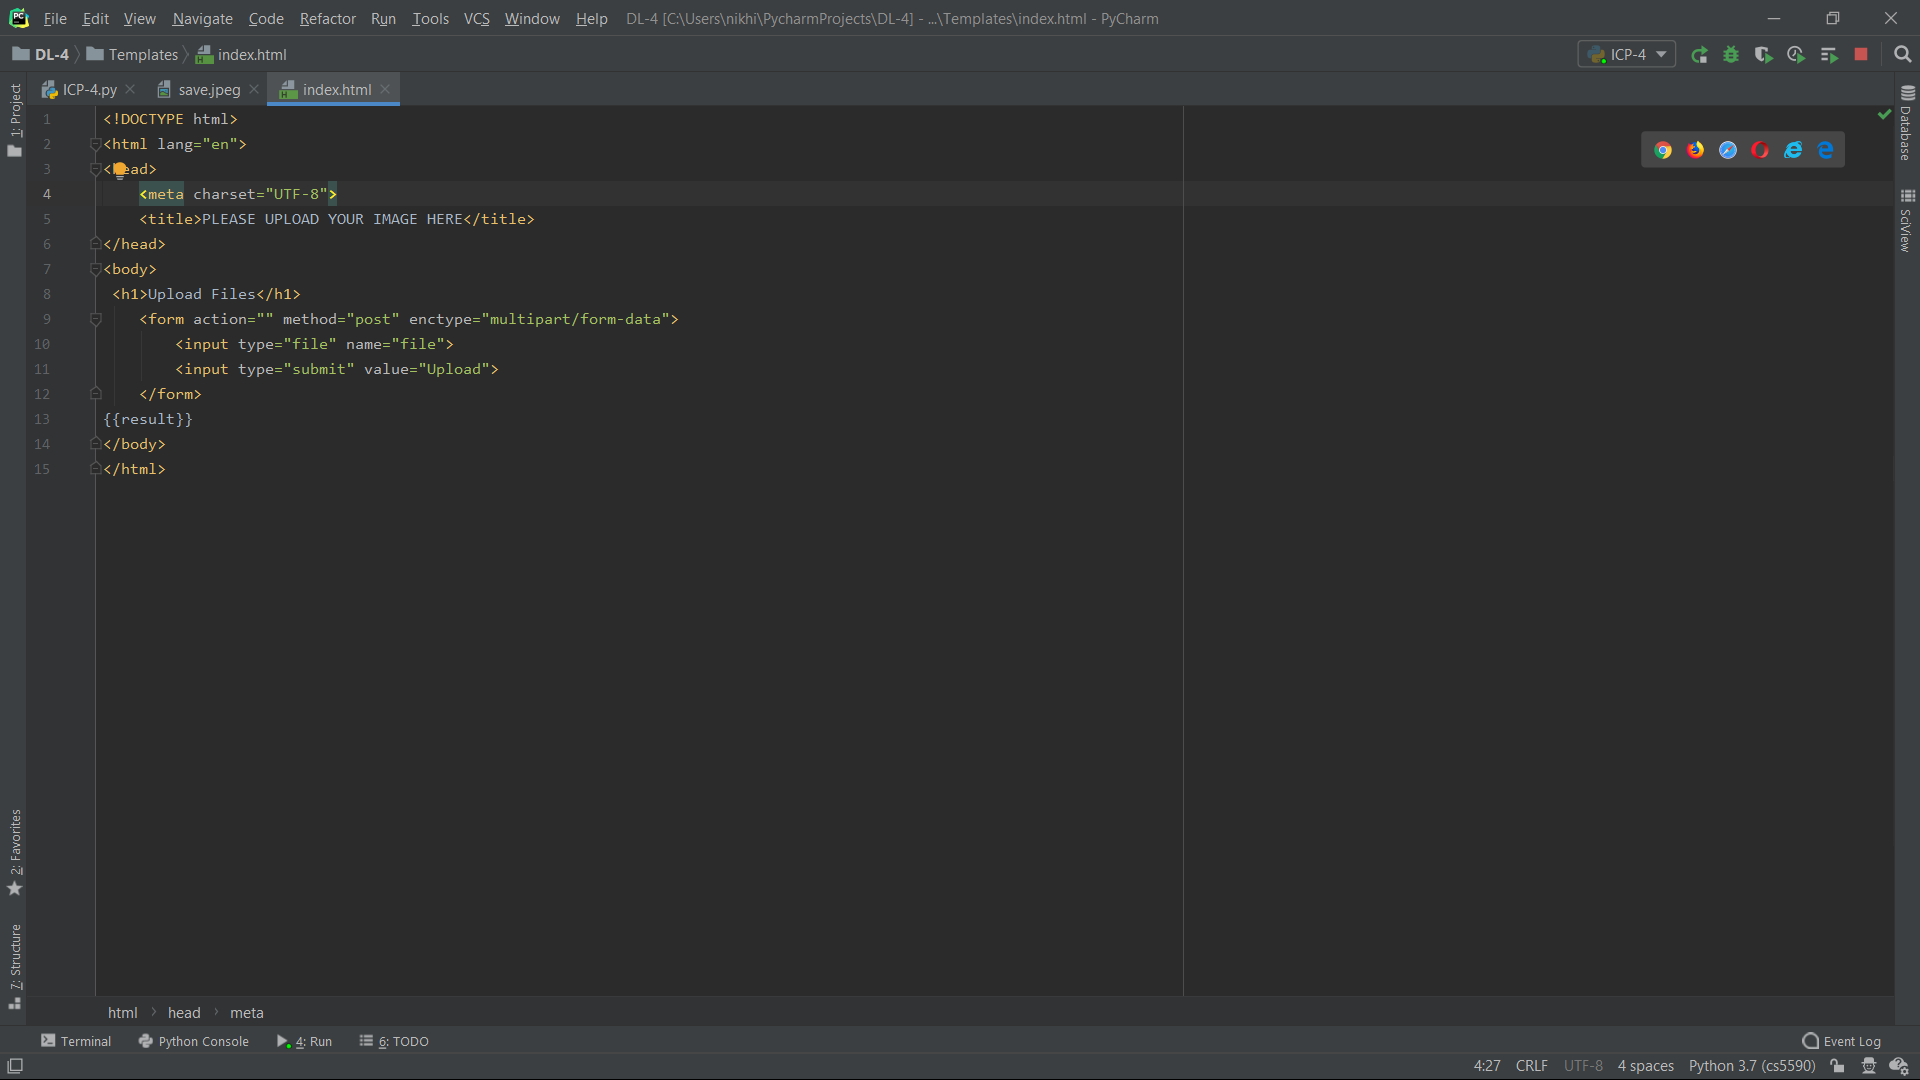 File Edit View Navigate Code Refactor Run Tools VCS Window Help DL-4 [C:\Users\nikhi\PycharmProjects\DL-4] - ...\Templates\index.html - PyCharm
DL-4 Templates index.html ICP-4
ICP-4.py save.jpeg index.html
1: Project
Database
SciView
1 <!DOCTYPE html>
2 <html lang="en">
3 < ead>
4 <meta charset="UTF-8">
5 <title>PLEASE UPLOAD YOUR IMAGE HERE</title>
6 </head>
7 <body>
8 <h1>Upload Files</h1>
9 <form action="" method="post" enctype="multipart/form-data">
10 <input type="file" name="file">
11 <input type="submit" value="Upload">
12 </form>
13 {{result}}
14 </body>
15 </html>
2: Favorites
7: Structure
html head meta
Terminal Python Console 4: Run 6: TODO Event Log
4:27 CRLF UTF-8 4 spaces Python 3.7 (cs5590)